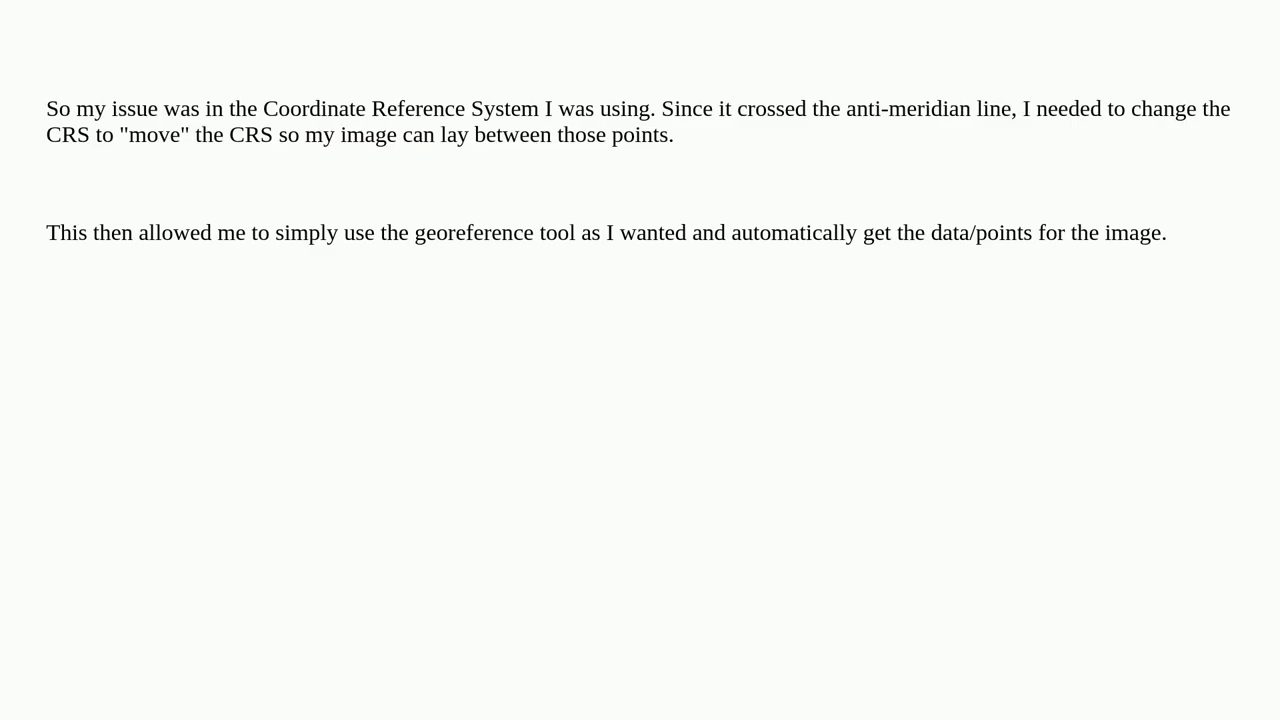 So my issue was in the Coordinate Reference System I was using. Since it crossed the anti-meridian line, I needed to change the
CRS to "move" the CRS so my image can lay between those points.
This then allowed me to simply use the georeference tool as I wanted and automatically get the data/points for the image.